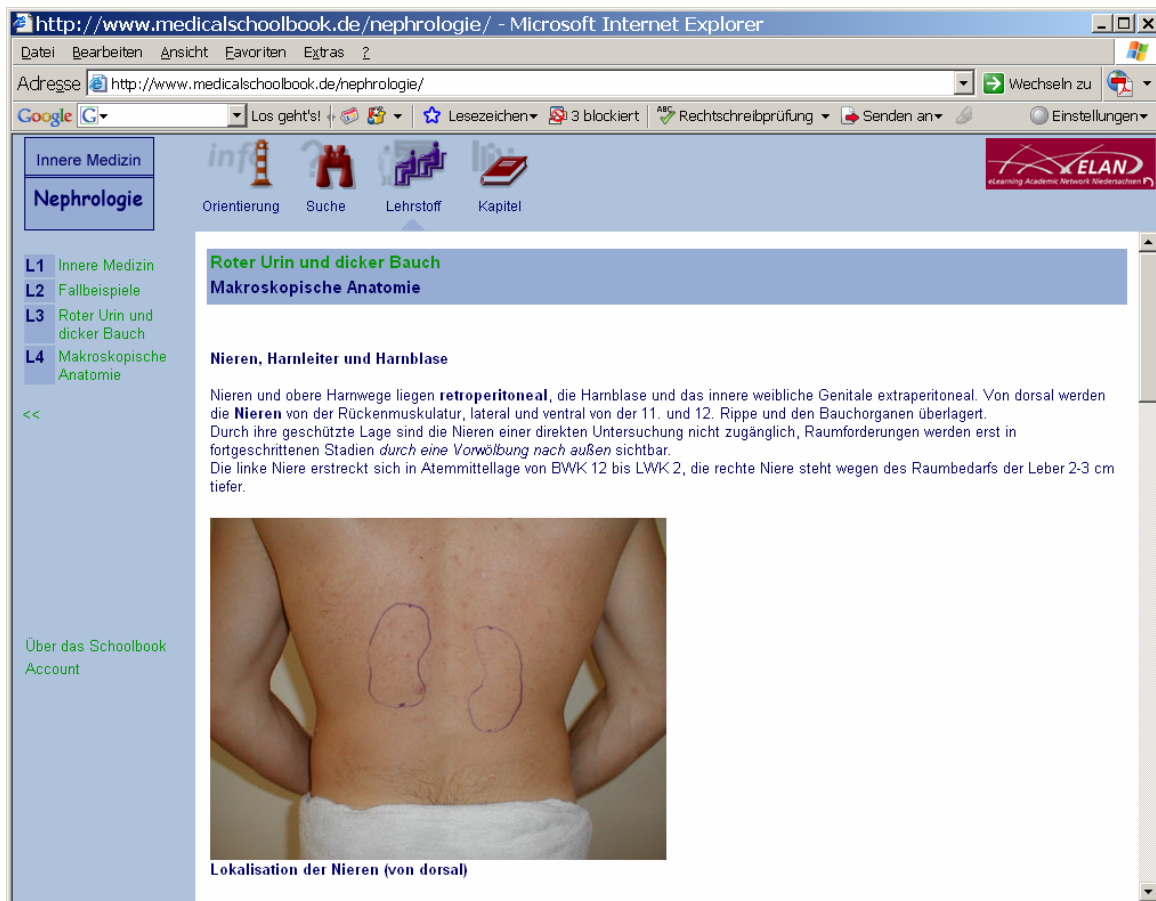 http://www.medicalschoolbook.de/nephrologie/ - Microsoft Internet Explorer
Datei Bearbeiten Ansicht Favoriten Extras ?
Adresse http://www.medicalschoolbook.de/nephrologie/ Wechseln zu
Google G Los geht's! Lesezeichen 3 blockiert ABC Rechtschreibprüfung Senden an Einstellungen
Innere Medizin
Nephrologie
Orientierung Suche Lehrstoff Kapitel
ELAN
eLearning Academic Network Niedersachsen
L1 Innere Medizin
L2 Fallbeispiele
L3 Roter Urin und
dicker Bauch
L4 Makroskopische
Anatomie
<<
Über das Schoolbook
Account
Roter Urin und dicker Bauch
Makroskopische Anatomie
Nieren, Harnleiter und Harnblase
Nieren und obere Harnwege liegen retroperitoneal, die Harnblase und das innere weibliche Genitale extraperitoneal. Von dorsal werden
die Nieren von der Rückenmuskulatur, lateral und ventral von der 11. und 12. Rippe und den Bauchorganen überlagert.
Durch ihre geschützte Lage sind die Nieren einer direkten Untersuchung nicht zugänglich, Raumforderungen werden erst in
fortgeschrittenen Stadien durch eine Vorwölbung nach außen sichtbar.
Die linke Niere erstreckt sich in Atemmittellage von BWK 12 bis LWK 2, die rechte Niere steht wegen des Raumbedarfs der Leber 2-3 cm
tiefer.
Lokalisation der Nieren (von dorsal)